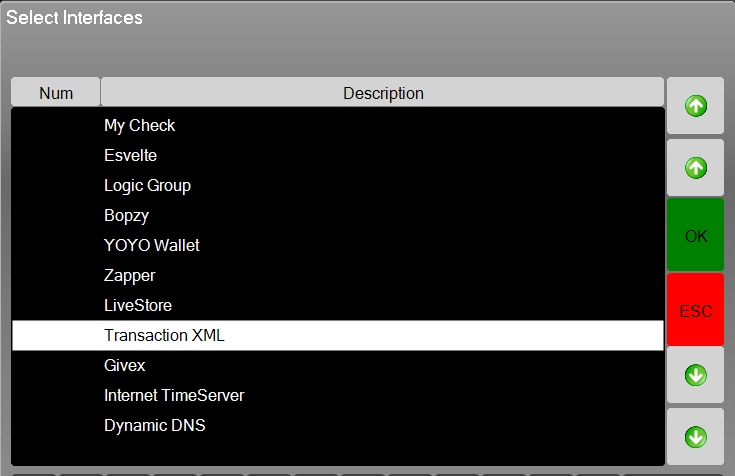 Select Interfaces
Num Description
My Check
Esvelte
Logic Group
Bopzy
YOYO Wallet
OK
Zapper
LiveStore
ESC
Transaction XML
Givex
Internet TimeServer
Dynamic DNS